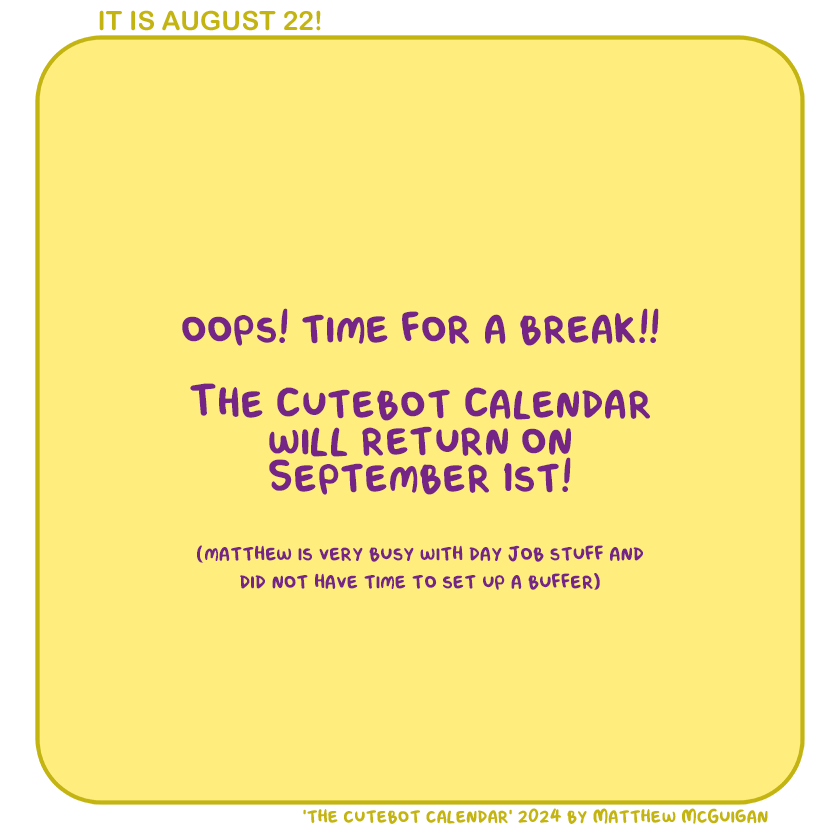 IT IS AUGUST 22!
OOPS! TIME FOR A BREAK!!
THE CUTEBOT CALENDAR
WILL RETURN ON
SEPTEMBER 1ST!
(MATTHEW IS VERY BUSY WITH DAY JOB STUFF AND
DID NOT HAVE TIME TO SET UP A BUFFER)
'THE CUTEBOT CALENDAR' 2024 BY MATTHEW MCGUIGAN